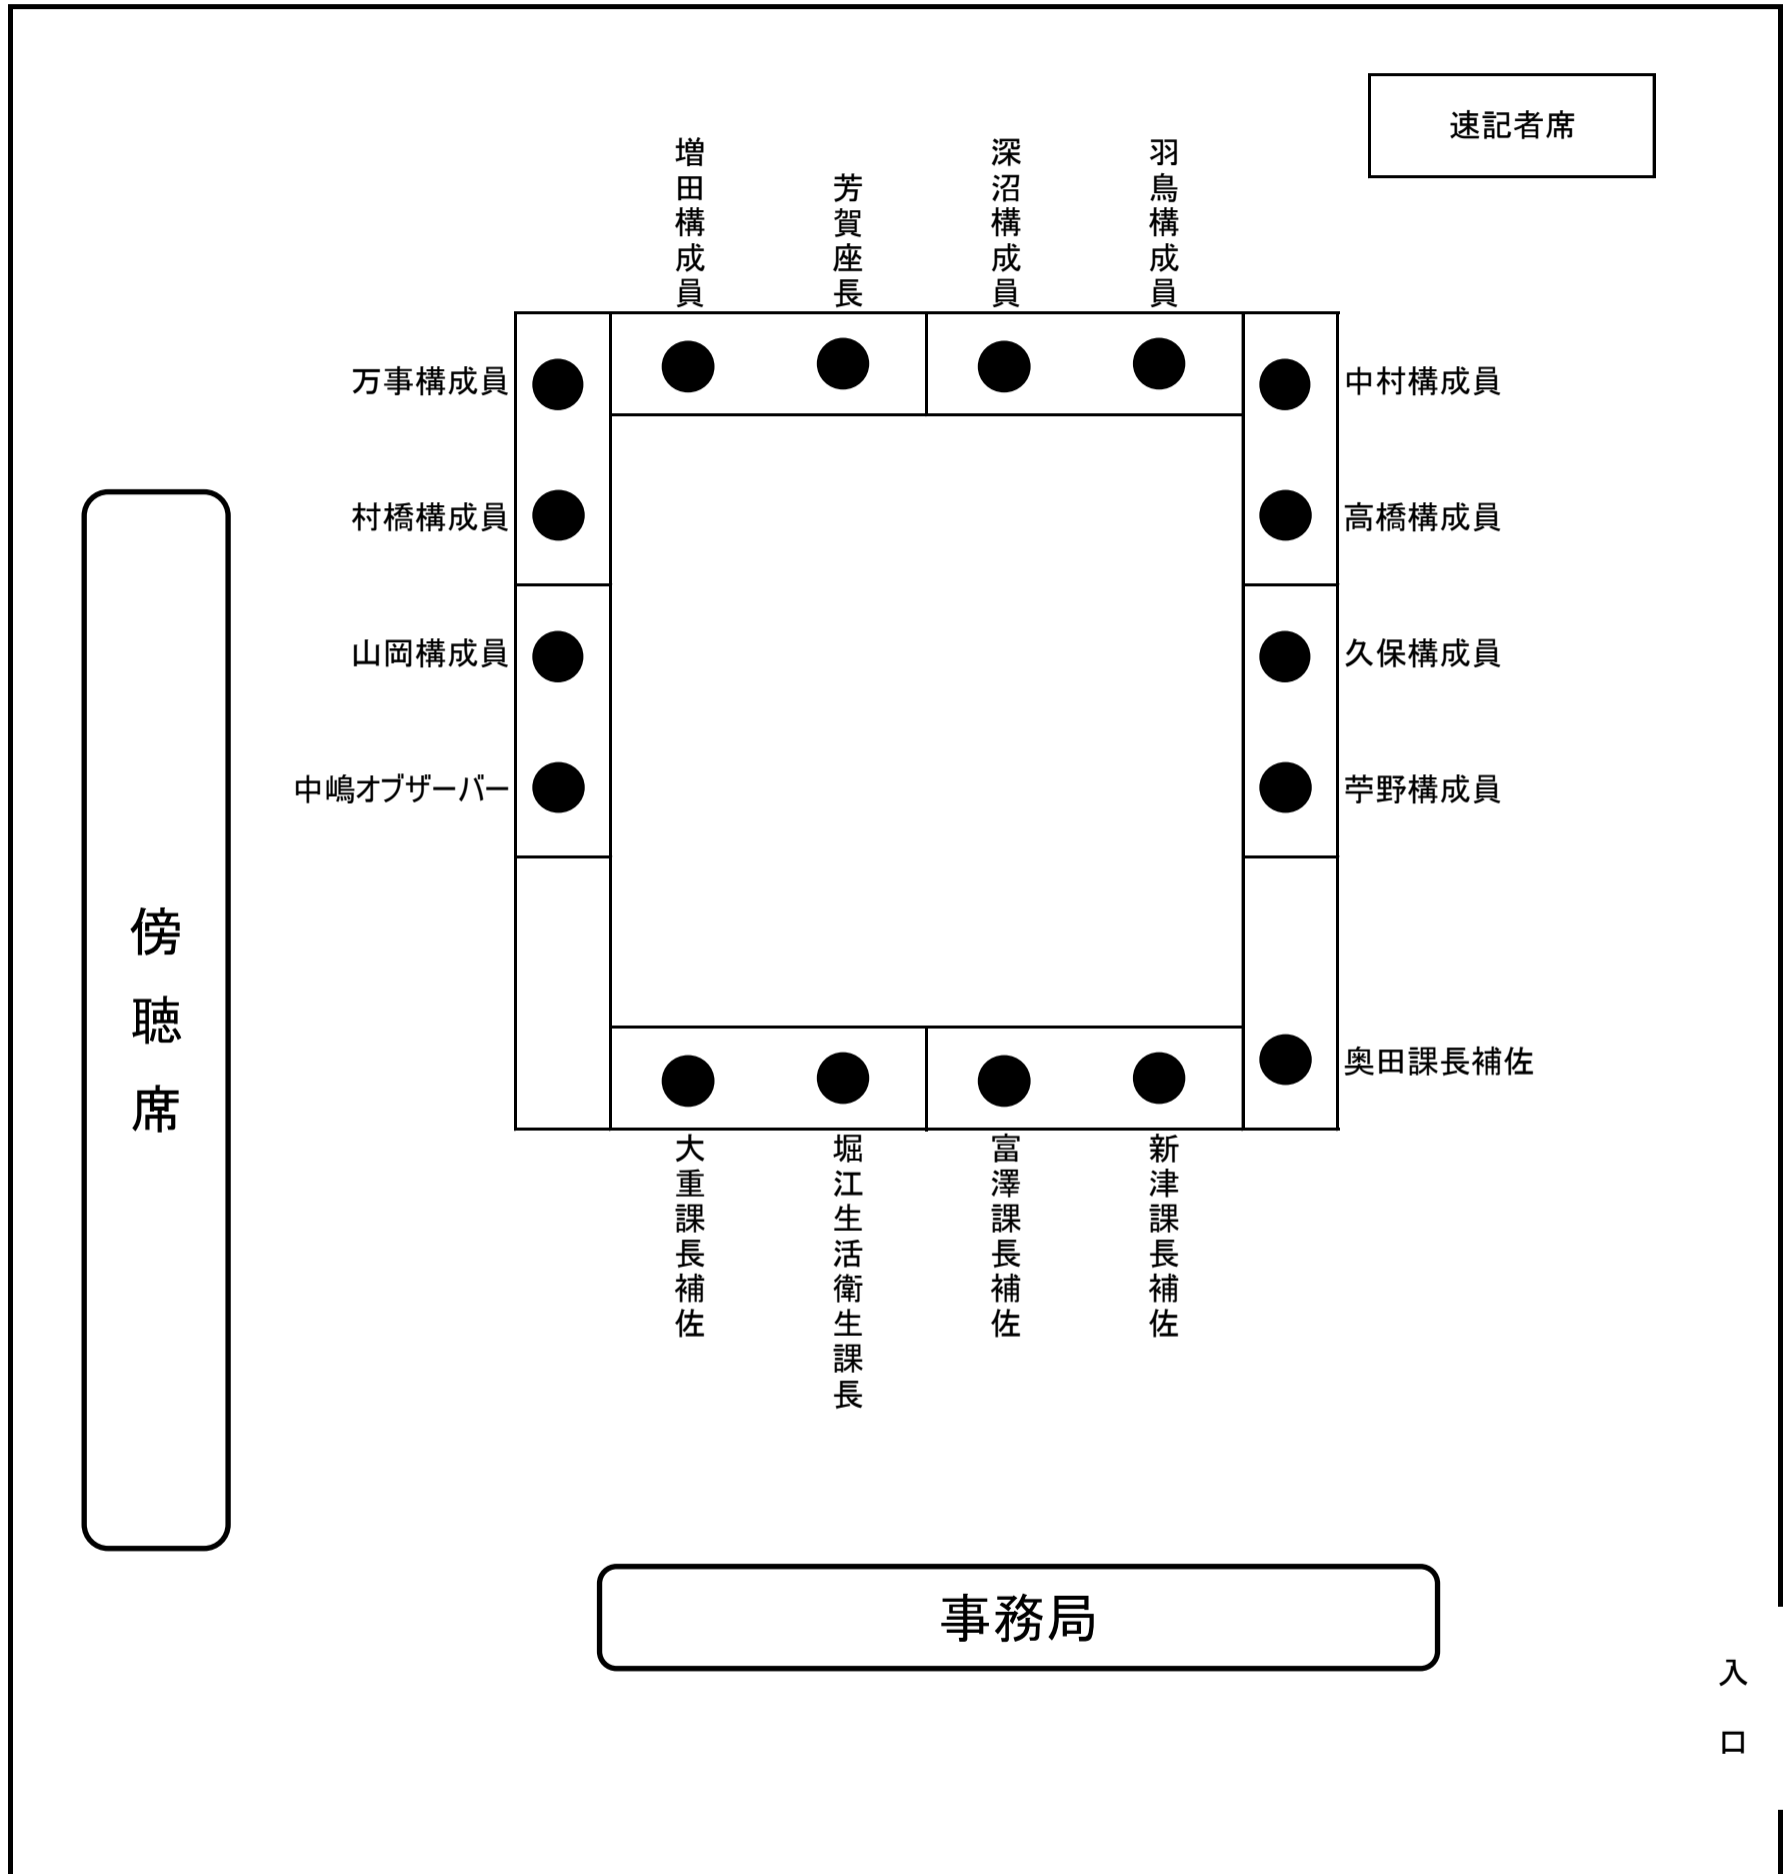 速記者席
増田構成員
芳賀座長
深沼構成員
羽鳥構成員
万事構成員
中村構成員
村橋構成員
高橋構成員
山岡構成員
久保構成員
中嶋オブザーバー
苧野構成員
奥田課長補佐
大重課長補佐
堀江生活衛生課長
富澤課長補佐
新津課長補佐
傍聴席
事務局
入口